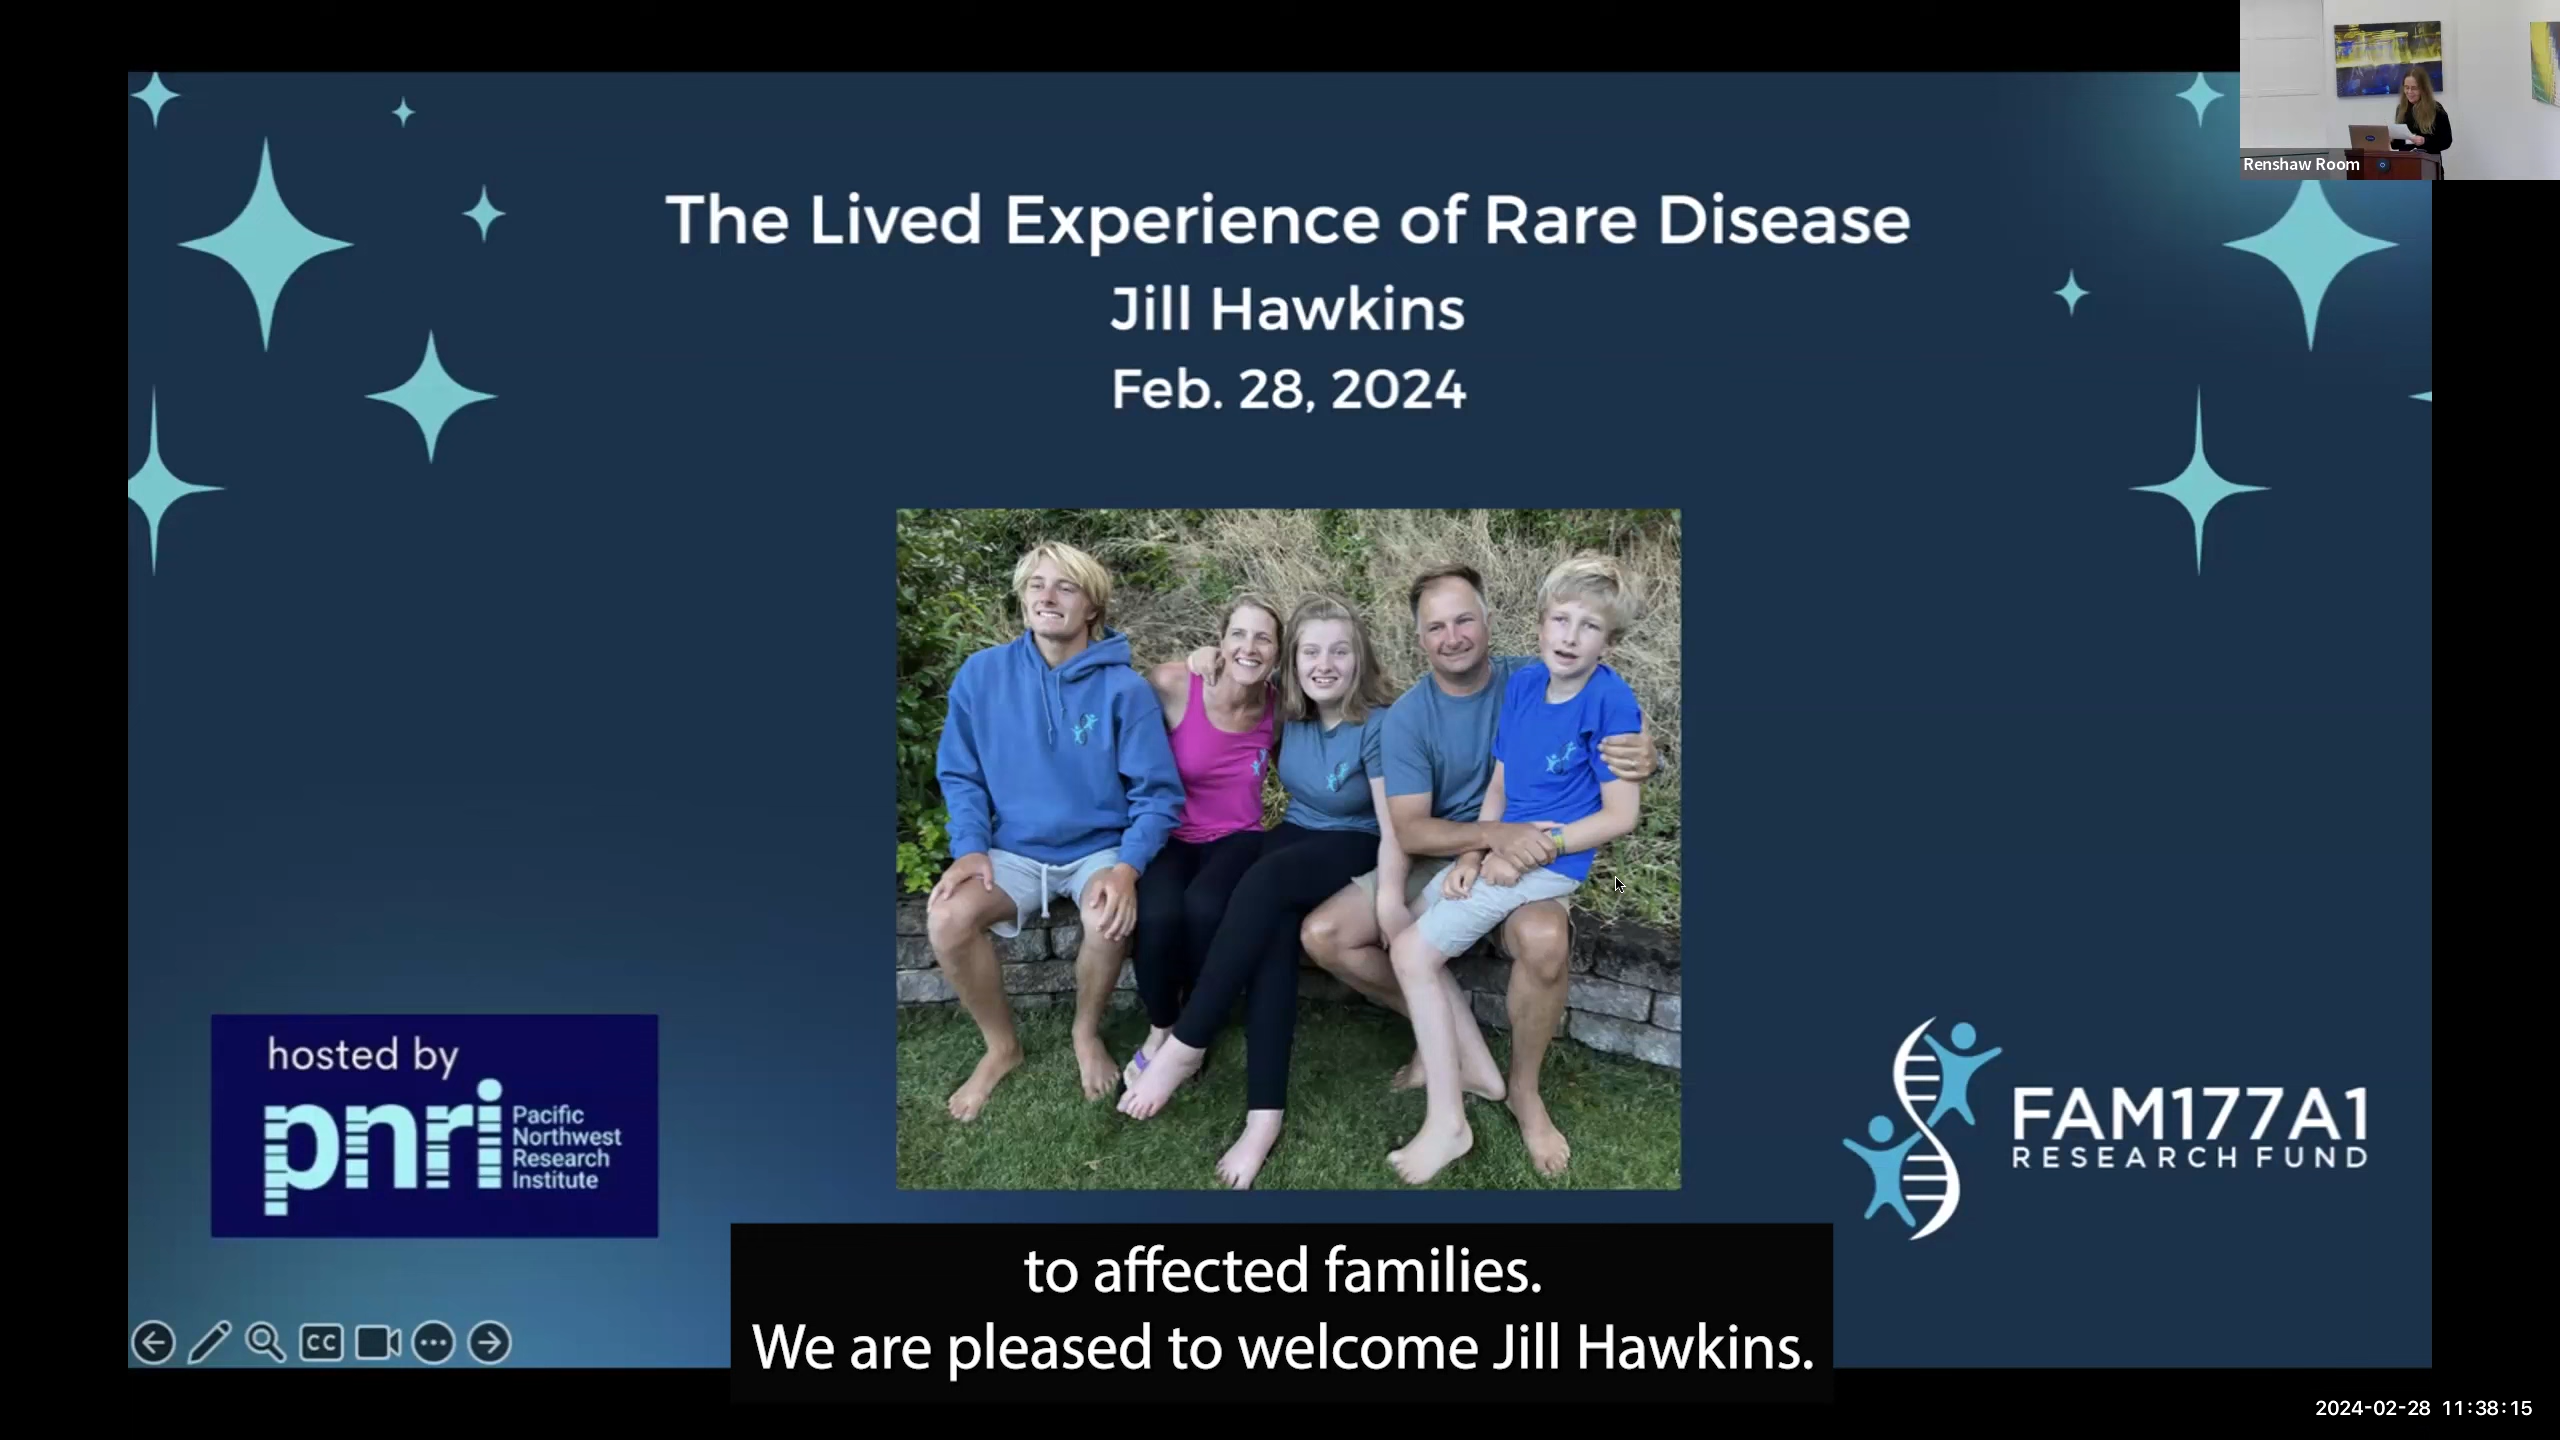 Renshaw Room
The Lived Experience of Rare Disease
Jill Hawkins
Feb. 28, 2024
hosted by
pnri
Pacific
Northwest
Research
Institute
FAM177A1
RESEARCH FUND
CC
to affected families.
We are pleased to welcome Jill Hawkins.
2024-02-28 11:38:15